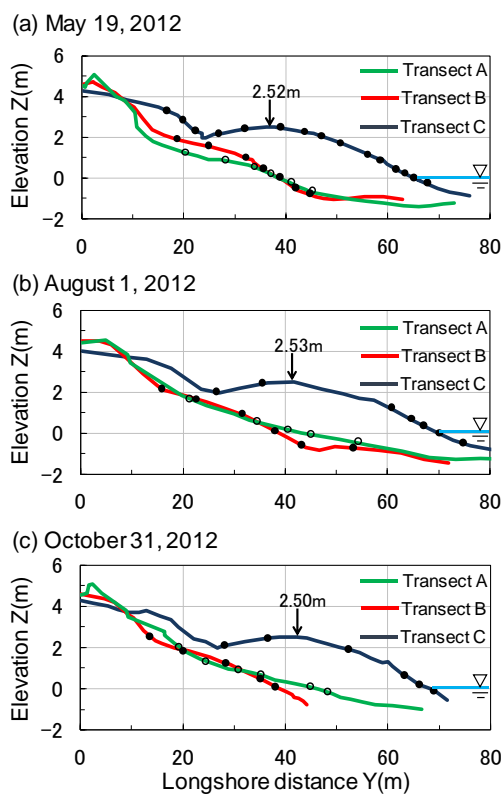 (a) May 19, 2012
Elevation Z(m)
6
4
2
0
−2
0
20
40
60
80
2.52m
Transect A
Transect B
Transect C
(b) August 1, 2012
Elevation Z(m)
6
4
2
0
−2
0
20
40
60
80
2.53m
Transect A
Transect B
Transect C
(c) October 31, 2012
Elevation Z(m)
6
4
2
0
−2
0
20
40
60
80
2.50m
Transect A
Transect B
Transect C
Longshore distance Y(m)